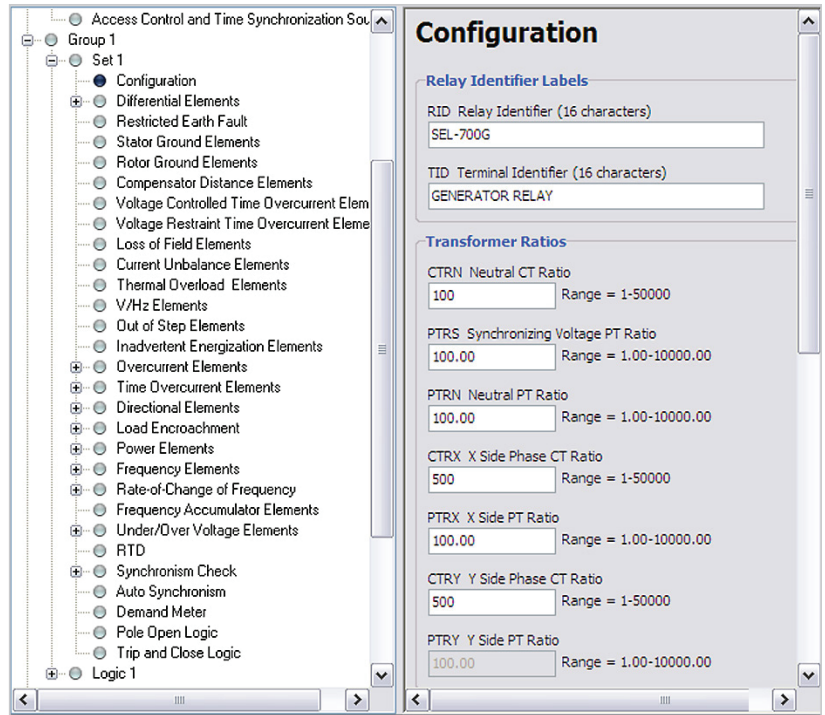 Access Control and Time Synchronization Sou
Group 1
Set 1
Configuration
Differential Elements
Restricted Earth Fault
Stator Ground Elements
Rotor Ground Elements
Compensator Distance Elements
Voltage Controlled Time Overcurrent Elem
Voltage Restraint Time Overcurrent Eleme
Loss of Field Elements
Current Unbalance Elements
Thermal Overload Elements
V/Hz Elements
Out of Step Elements
Inadvertent Energization Elements
Overcurrent Elements
Time Overcurrent Elements
Directional Elements
Load Encroachment
Power Elements
Frequency Elements
Rate-of-Change of Frequency
Frequency Accumulator Elements
Under/Over Voltage Elements
RTD
Synchronism Check
Auto Synchronism
Demand Meter
Pole Open Logic
Trip and Close Logic
Logic 1
Configuration
Relay Identifier Labels
RID Relay Identifier (16 characters)
SEL-700G
TID Terminal Identifier (16 characters)
GENERATOR RELAY
Transformer Ratios
CTRN Neutral CT Ratio
100 Range = 1-50000
PTRS Synchronizing Voltage PT Ratio
100.00 Range = 1.00-10000.00
PTRN Neutral PT Ratio
100.00 Range = 1.00-10000.00
CTRX X Side Phase CT Ratio
500 Range = 1-50000
PTRX X Side PT Ratio
100.00 Range = 1.00-10000.00
CTRY Y Side Phase CT Ratio
500 Range = 1-50000
PTRY Y Side PT Ratio
100.00 Range = 1.00-10000.00